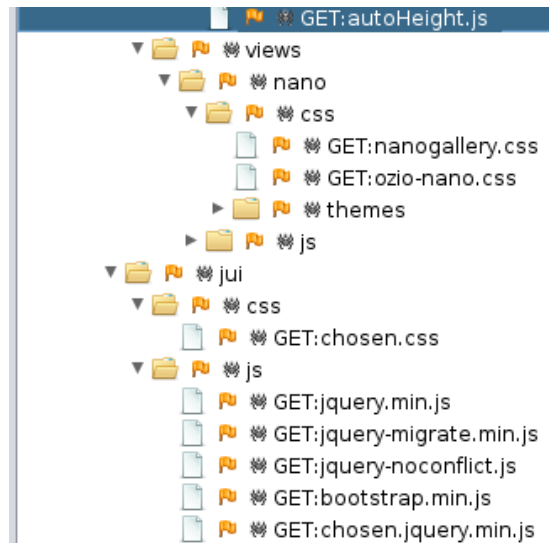 GET:autoHeight.js
views
nano
css
GET:nanogallery.css
GET:ozio-nano.css
themes
js
jui
css
GET:chosen.css
js
GET:jquery.min.js
GET:jquery-migrate.min.js
GET:jquery-noconflict.js
GET:bootstrap.min.js
GET:chosen.jquery.min.js